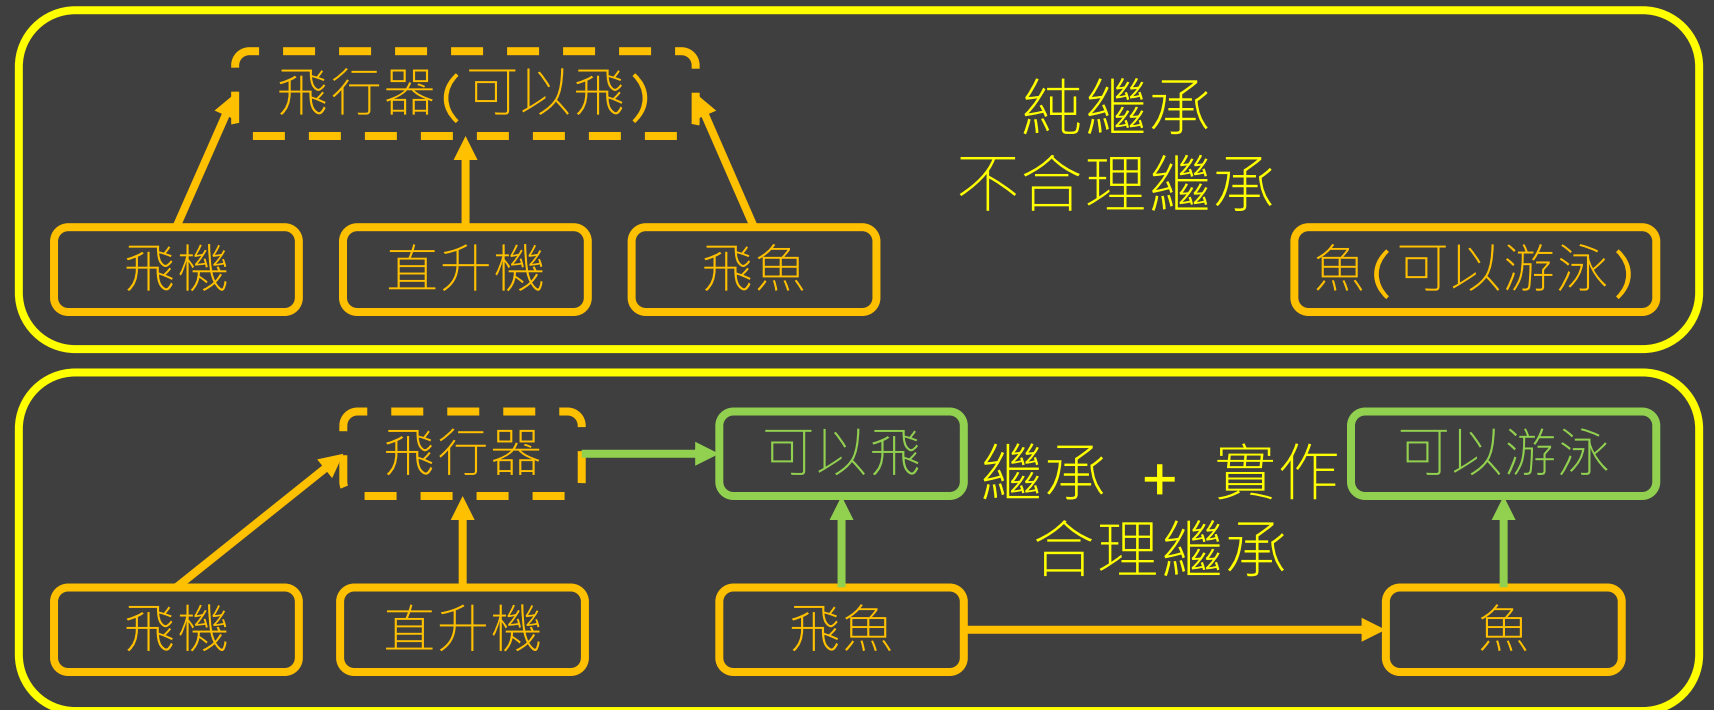 飛行器(可以飛)
純繼承
不合理繼承
飛機
直升機
飛魚
魚(可以游泳)
飛行器
可以飛
繼承 + 實作
合理繼承
可以游泳
飛機
直升機
飛魚
魚